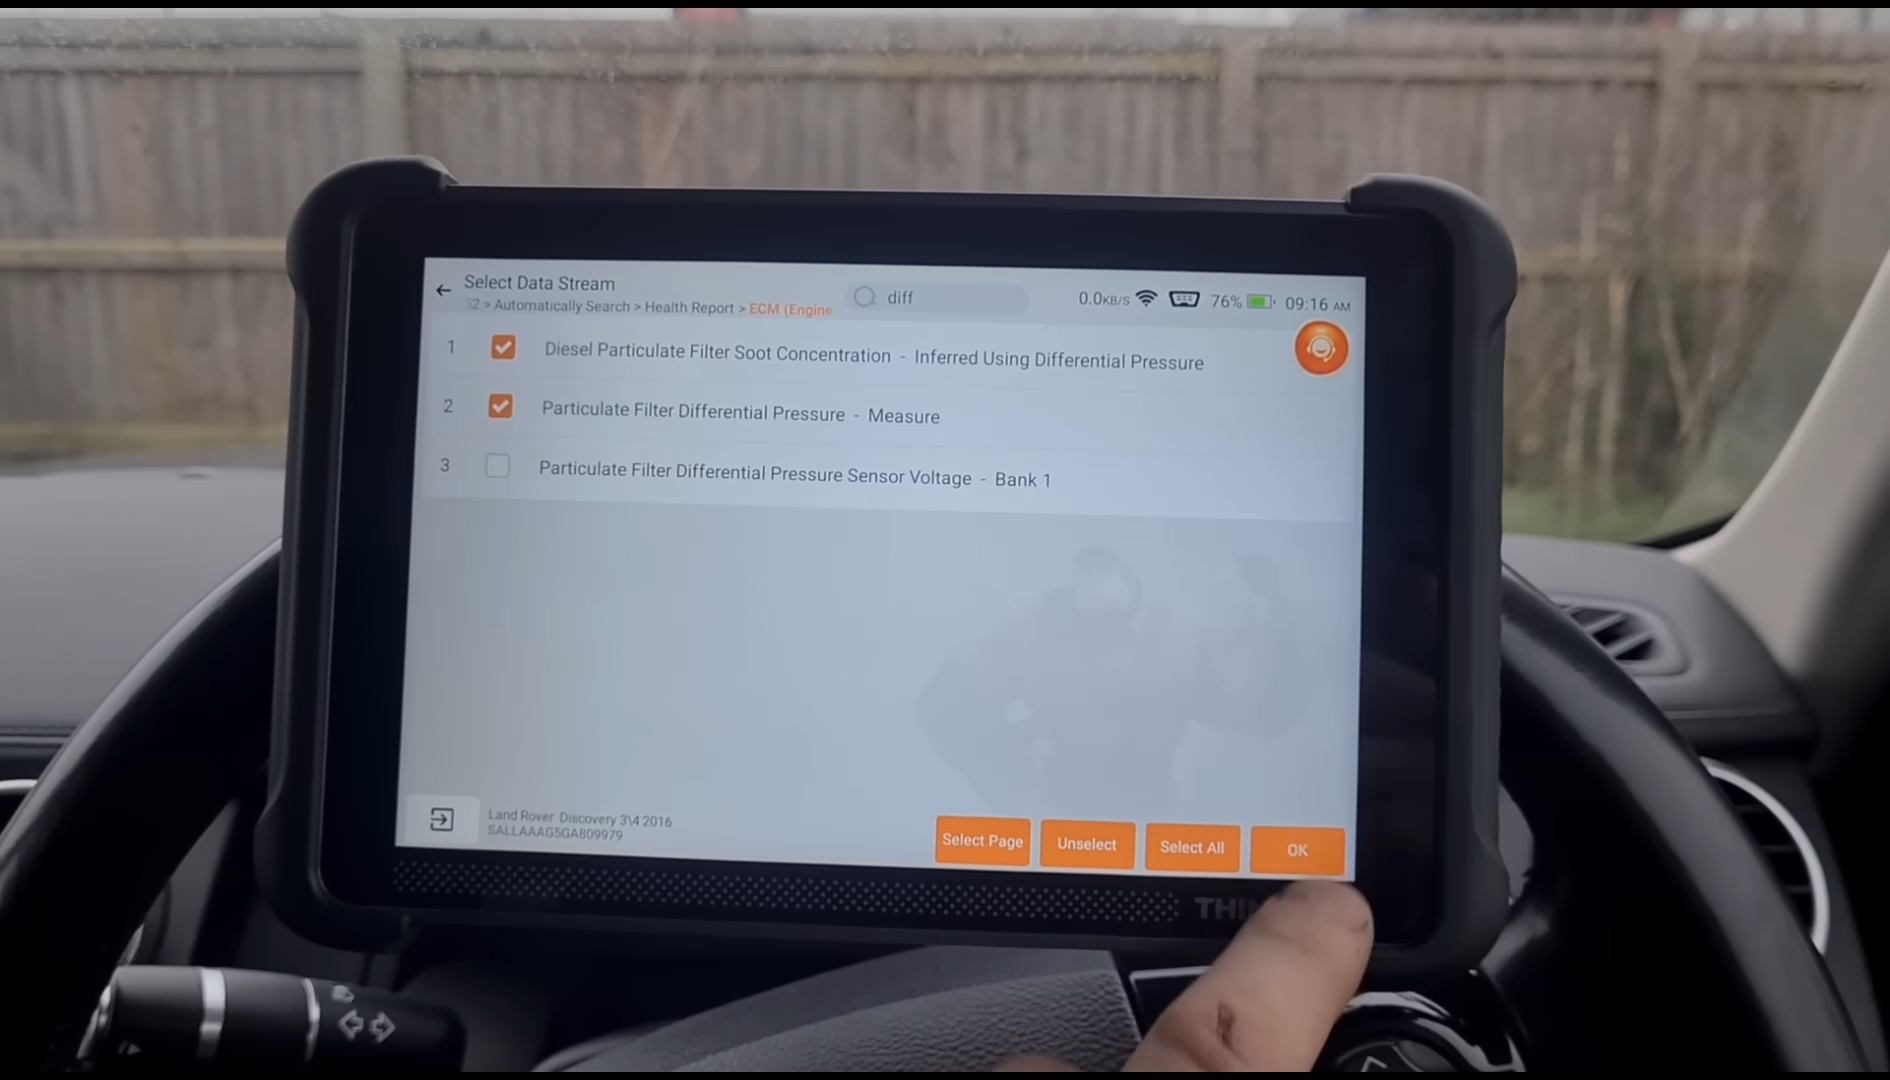 Select Data Stream
S2 > Automatically Search > Health Report > ECM (Engine
diff
0.0KB/S
76%
09:16 AM
1 Diesel Particulate Filter Soot Concentration - Inferred Using Differential Pressure
2 Particulate Filter Differential Pressure - Measure
3 Particulate Filter Differential Pressure Sensor Voltage - Bank 1
Land Rover Discovery 3\4 2016
SALLAAAG5GA809979
Select Page
Unselect
Select All
OK